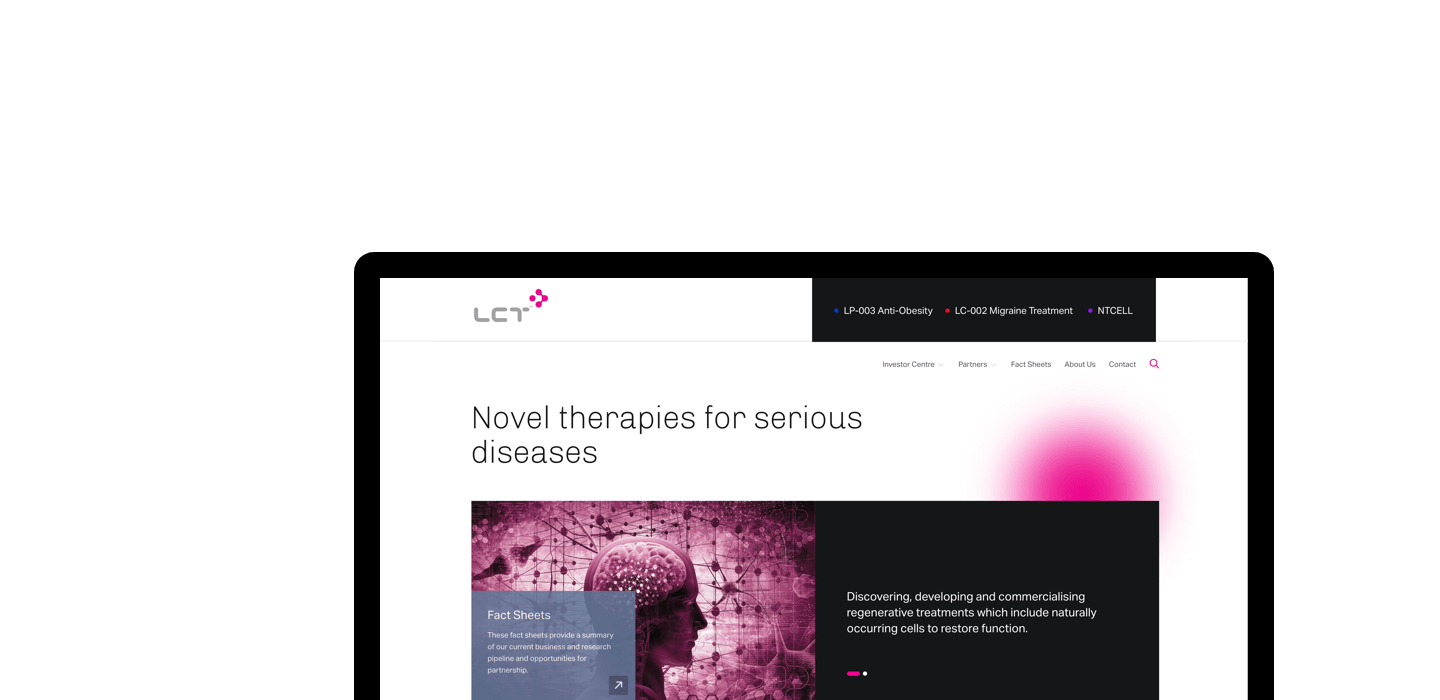 LCT
LP-003 Anti-Obesity
LC-002 Migraine Treatment
NTCELL
Investor Centre
Partners
Fact Sheets
About Us
Contact
Novel therapies for serious
diseases
Fact Sheets
These fact sheets provide a summary
of our current business and research
pipeline and opportunities for
partnership.
Discovering, developing and commercialising
regenerative treatments which include naturally
occurring cells to restore function.